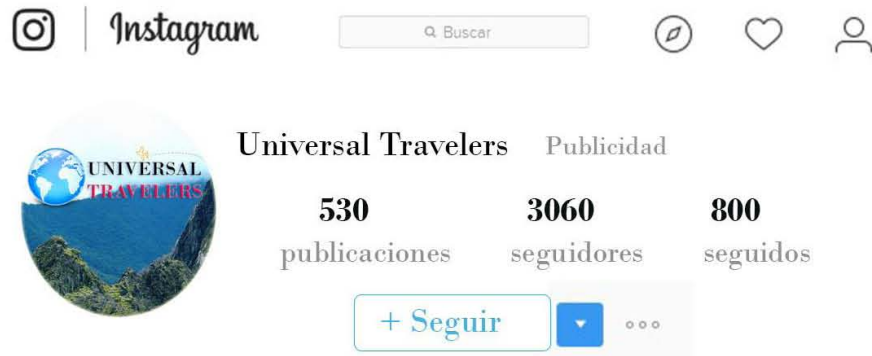 Instagram
Buscar
UNIVERSAL
TRAVELERS
Universal Travelers Publicidad
530 3060 800
publicaciones seguidores seguidos
+ Seguir